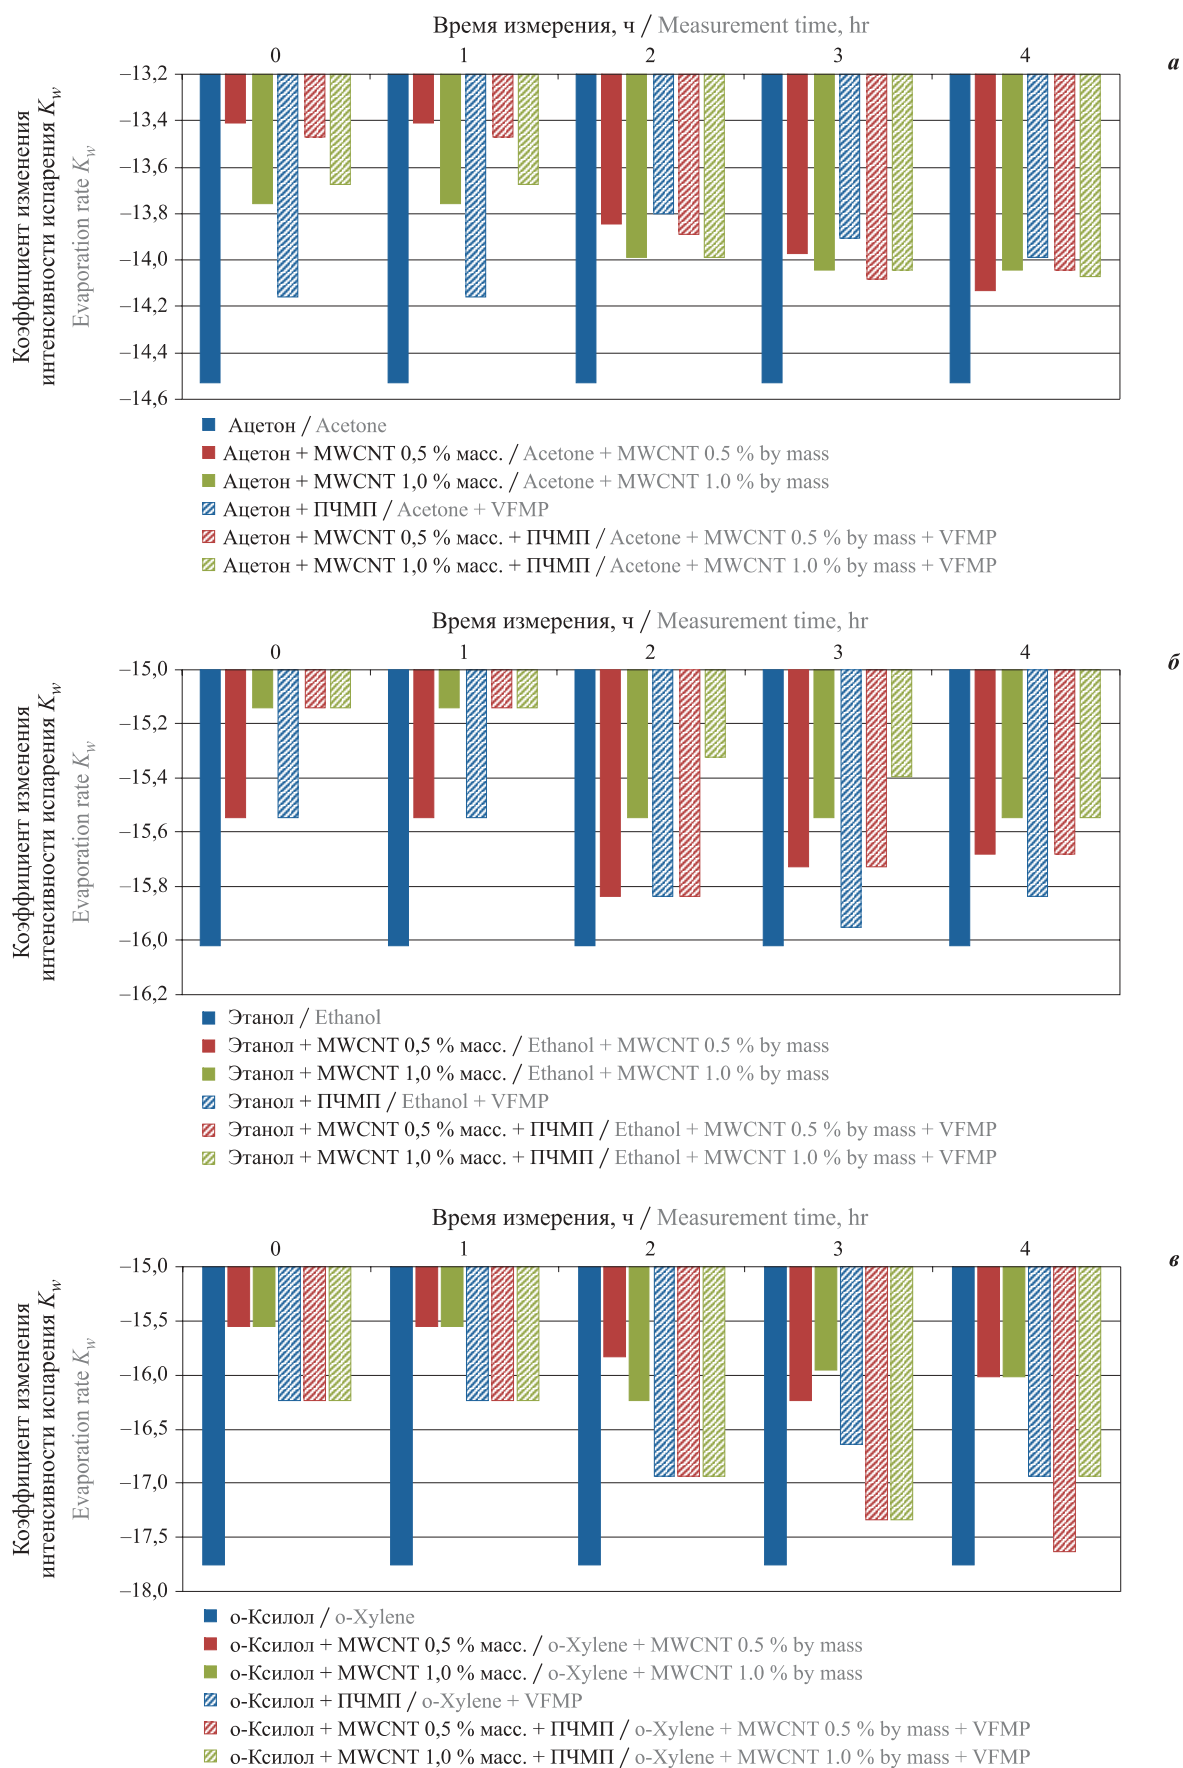 Время измерения, ч / Measurement time, hr
0 1 2 3 4
а
–13,2
–13,4
–13,6
–13,8
–14,0
–14,2
–14,4
–14,6
Коэффициент изменения
интенсивности испарения Kw
Evaporation rate Kw
Ацетон / Acetone
Ацетон + MWCNT 0,5 % масс. / Acetone + MWCNT 0.5 % by mass
Ацетон + MWCNT 1,0 % масс. / Acetone + MWCNT 1.0 % by mass
Ацетон + ПЧМП / Acetone + VFMP
Ацетон + MWCNT 0,5 % масс. + ПЧМП / Acetone + MWCNT 0.5 % by mass + VFMP
Ацетон + MWCNT 1,0 % масс. + ПЧМП / Acetone + MWCNT 1.0 % by mass + VFMP
Время измерения, ч / Measurement time, hr
0 1 2 3 4
б
–15,0
–15,2
–15,4
–15,6
–15,8
–16,0
–16,2
Коэффициент изменения
интенсивности испарения Kw
Evaporation rate Kw
Этанол / Ethanol
Этанол + MWCNT 0,5 % масс. / Ethanol + MWCNT 0.5 % by mass
Этанол + MWCNT 1,0 % масс. / Ethanol + MWCNT 1.0 % by mass
Этанол + ПЧМП / Ethanol + VFMP
Этанол + MWCNT 0,5 % масс. + ПЧМП / Ethanol + MWCNT 0.5 % by mass + VFMP
Этанол + MWCNT 1,0 % масс. + ПЧМП / Ethanol + MWCNT 1.0 % by mass + VFMP
Время измерения, ч / Measurement time, hr
0 1 2 3 4
в
–15,0
–15,5
–16,0
–16,5
–17,0
–17,5
–18,0
Коэффициент изменения
интенсивности испарения Kw
Evaporation rate Kw
о-Ксилол / o-Xylene
о-Ксилол + MWCNT 0,5 % масс. / o-Xylene + MWCNT 0.5 % by mass
о-Ксилол + MWCNT 1,0 % масс. / o-Xylene + MWCNT 1.0 % by mass
о-Ксилол + ПЧМП / o-Xylene + VFMP
о-Ксилол + MWCNT 0,5 % масс. + ПЧМП / o-Xylene + MWCNT 0.5 % by mass + VFMP
о-Ксилол + MWCNT 1,0 % масс. + ПЧМП / o-Xylene + MWCNT 1.0 % by mass + VFMP